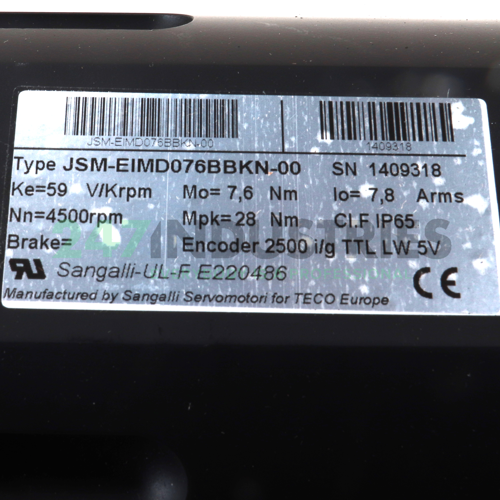 JSM-EIMD076BBKN-00 1409318
Type JSM-EIMD076BBKN-00 SN 1409318
Ke=59 V/Krpm Mo= 7,6 Nm Io= 7,8 Arms
Nn=4500rpm Mpk= 28 Nm Cl.F IP65
247 INDUSTRIES
Brake= Encoder 2500 i/g TTL LW 5V
Sangalli-UL-F E220486 CE
Manufactured by Sangalli Servomotori for TECO Europe